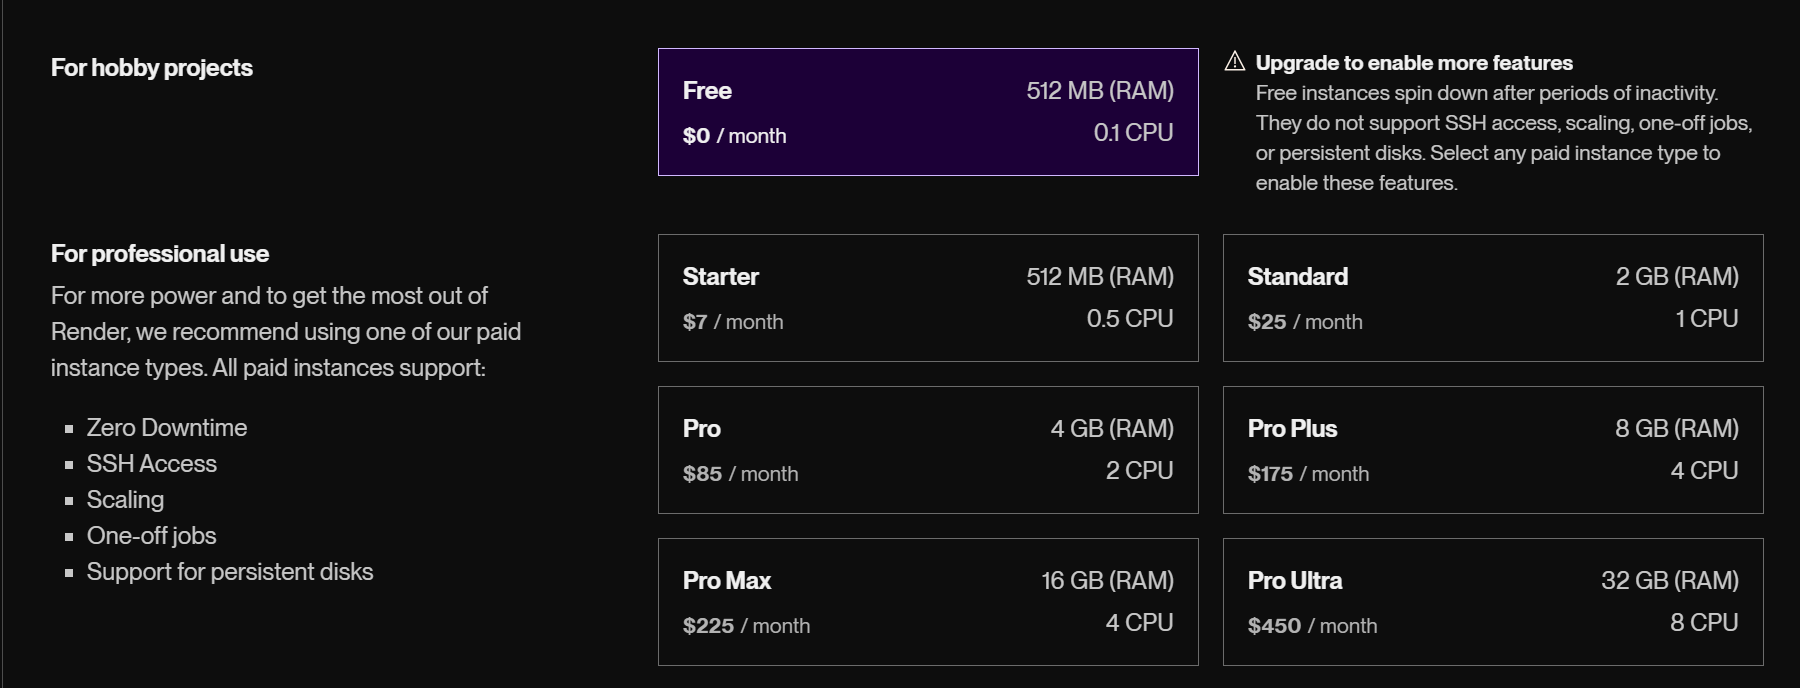 For hobby projects
Free
512 MB (RAM)
$0 / month
0.1 CPU
Upgrade to enable more features
Free instances spin down after periods of inactivity.
They do not support SSH access, scaling, one-off jobs,
or persistent disks. Select any paid instance type to
enable these features.
For professional use
For more power and to get the most out of
Render, we recommend using one of our paid
instance types. All paid instances support:
Zero Downtime
SSH Access
Scaling
One-off jobs
Support for persistent disks
Starter
512 MB (RAM)
$7 / month
0.5 CPU
Standard
2 GB (RAM)
$25 / month
1 CPU
Pro
4 GB (RAM)
$85 / month
2 CPU
Pro Plus
8 GB (RAM)
$175 / month
4 CPU
Pro Max
16 GB (RAM)
$225 / month
4 CPU
Pro Ultra
32 GB (RAM)
$450 / month
8 CPU